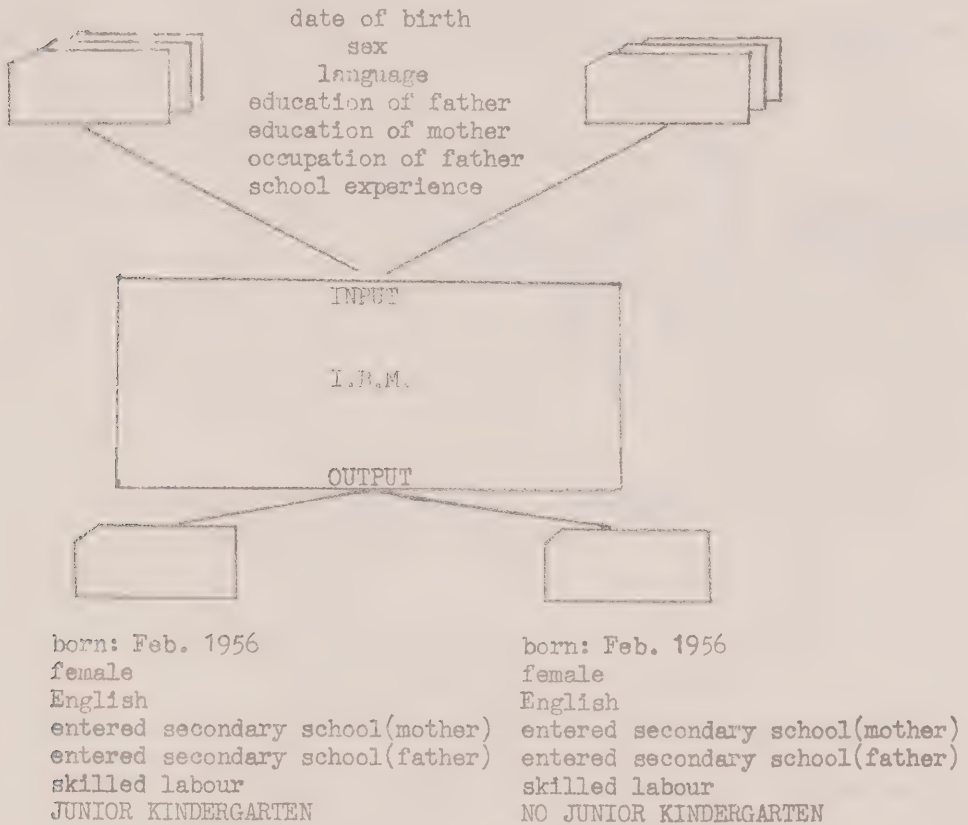 date of birth
sex
language
education of father
education of mother
occupation of father
school experience
INPUT
I.B.M.
OUTPUT
born: Feb. 1956
female
English
entered secondary school(mother)
entered secondary school(father)
skilled labour
JUNIOR KINDERGARTEN
born: Feb. 1956
female
English
entered secondary school(mother)
entered secondary school(father)
skilled labour
NO JUNIOR KINDERGARTEN